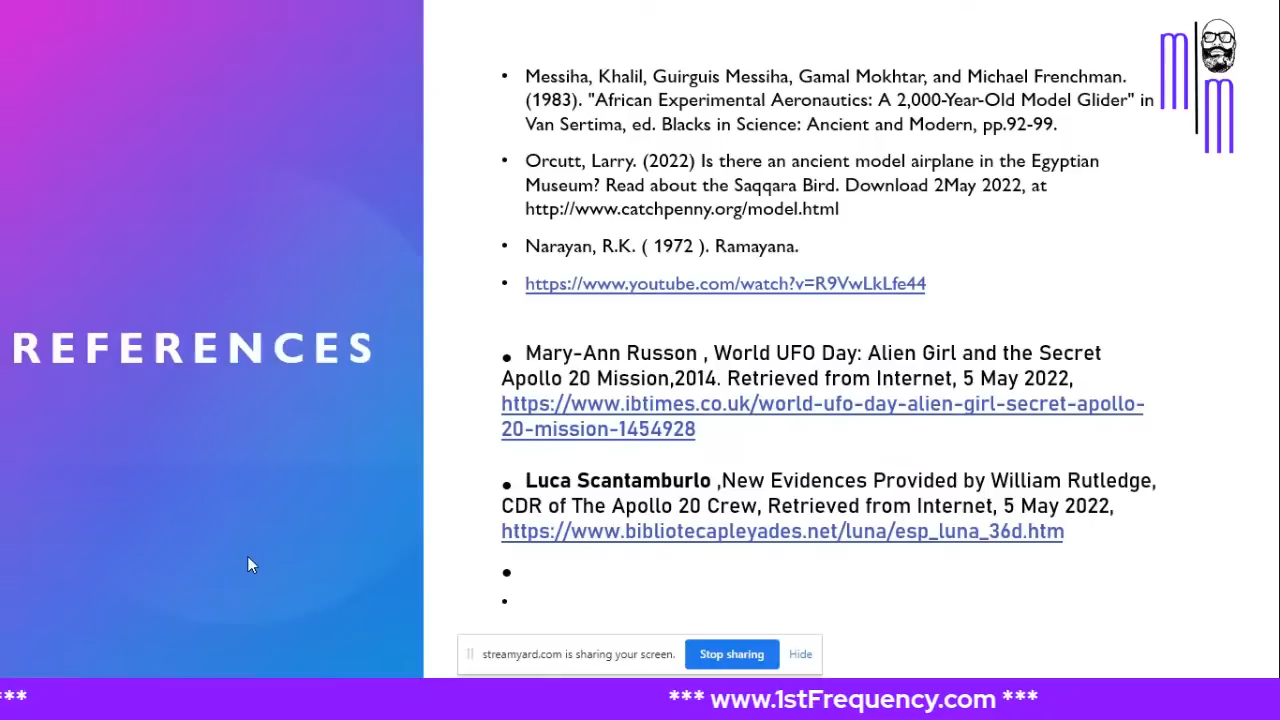 REFERENCES
• Messiha, Khalil, Guirguis Messiha, Gamal Mokhtar, and Michael Frenchman.
(1983). "African Experimental Aeronautics: A 2,000-Year-Old Model Glider" in
Van Sertima, ed. Blacks in Science: Ancient and Modern, pp.92-99.
• Orcutt, Larry. (2022) Is there an ancient model airplane in the Egyptian
Museum? Read about the Saqqara Bird. Download 2May 2022, at
http://www.catchpenny.org/model.html
• Narayan, R.K. ( 1972 ). Ramayana.
• https://www.youtube.com/watch?v=R9VwLkLfe44
• Mary-Ann Russon , World UFO Day: Alien Girl and the Secret
Apollo 20 Mission,2014. Retrieved from Internet, 5 May 2022,
https://www.ibtimes.co.uk/world-ufo-day-alien-girl-secret-apollo-
20-mission-1454928
• Luca Scantamburlo ,New Evidences Provided by William Rutledge,
CDR of The Apollo 20 Crew, Retrieved from Internet, 5 May 2022,
https://www.bibliotecapleyades.net/luna/esp_luna_36d.htm
•
•
m m
streamyard.com is sharing your screen. Stop sharing Hide
*** *** www.1stFrequency.com ***